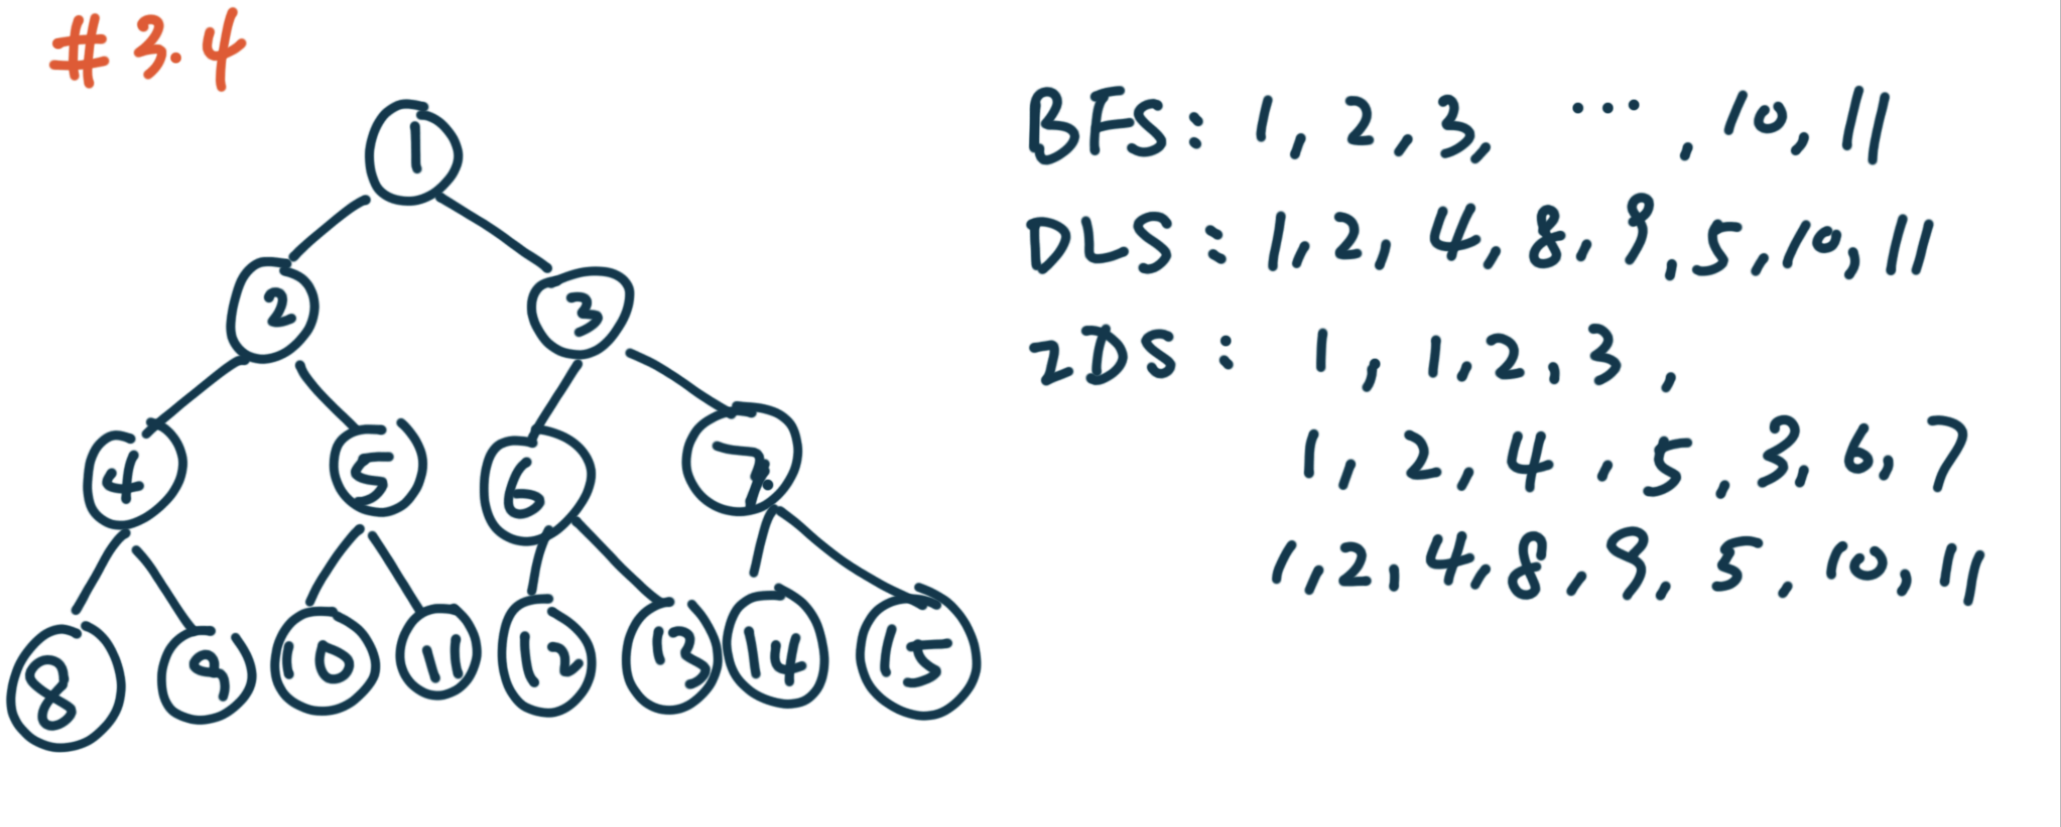 #3.4
1
2 3
4 5 6 7.
8 9 10 11 12 13 14 15
BFS: 1, 2, 3, ..., 10, 11
DLS: 1, 2, 4, 8, 9, 5, 10, 11
IDS: 1, 1, 2, 3,
1, 2, 4, 5, 3, 6, 7
1, 2, 4, 8, 9, 5, 10, 11